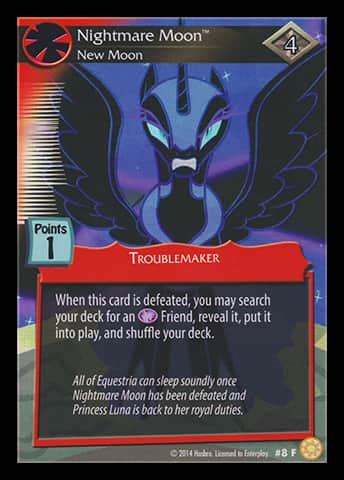 Nightmare Moon™
New Moon
4
Points
1
TROUBLEMAKER
When this card is defeated, you may search
your deck for an Friend, reveal it, put it
into play, and shuffle your deck.
All of Equestria can sleep soundly once
Nightmare Moon has been defeated and
Princess Luna is back to her royal duties.
© 2014 Hasbro. Licensed to Enterplay. #8 F